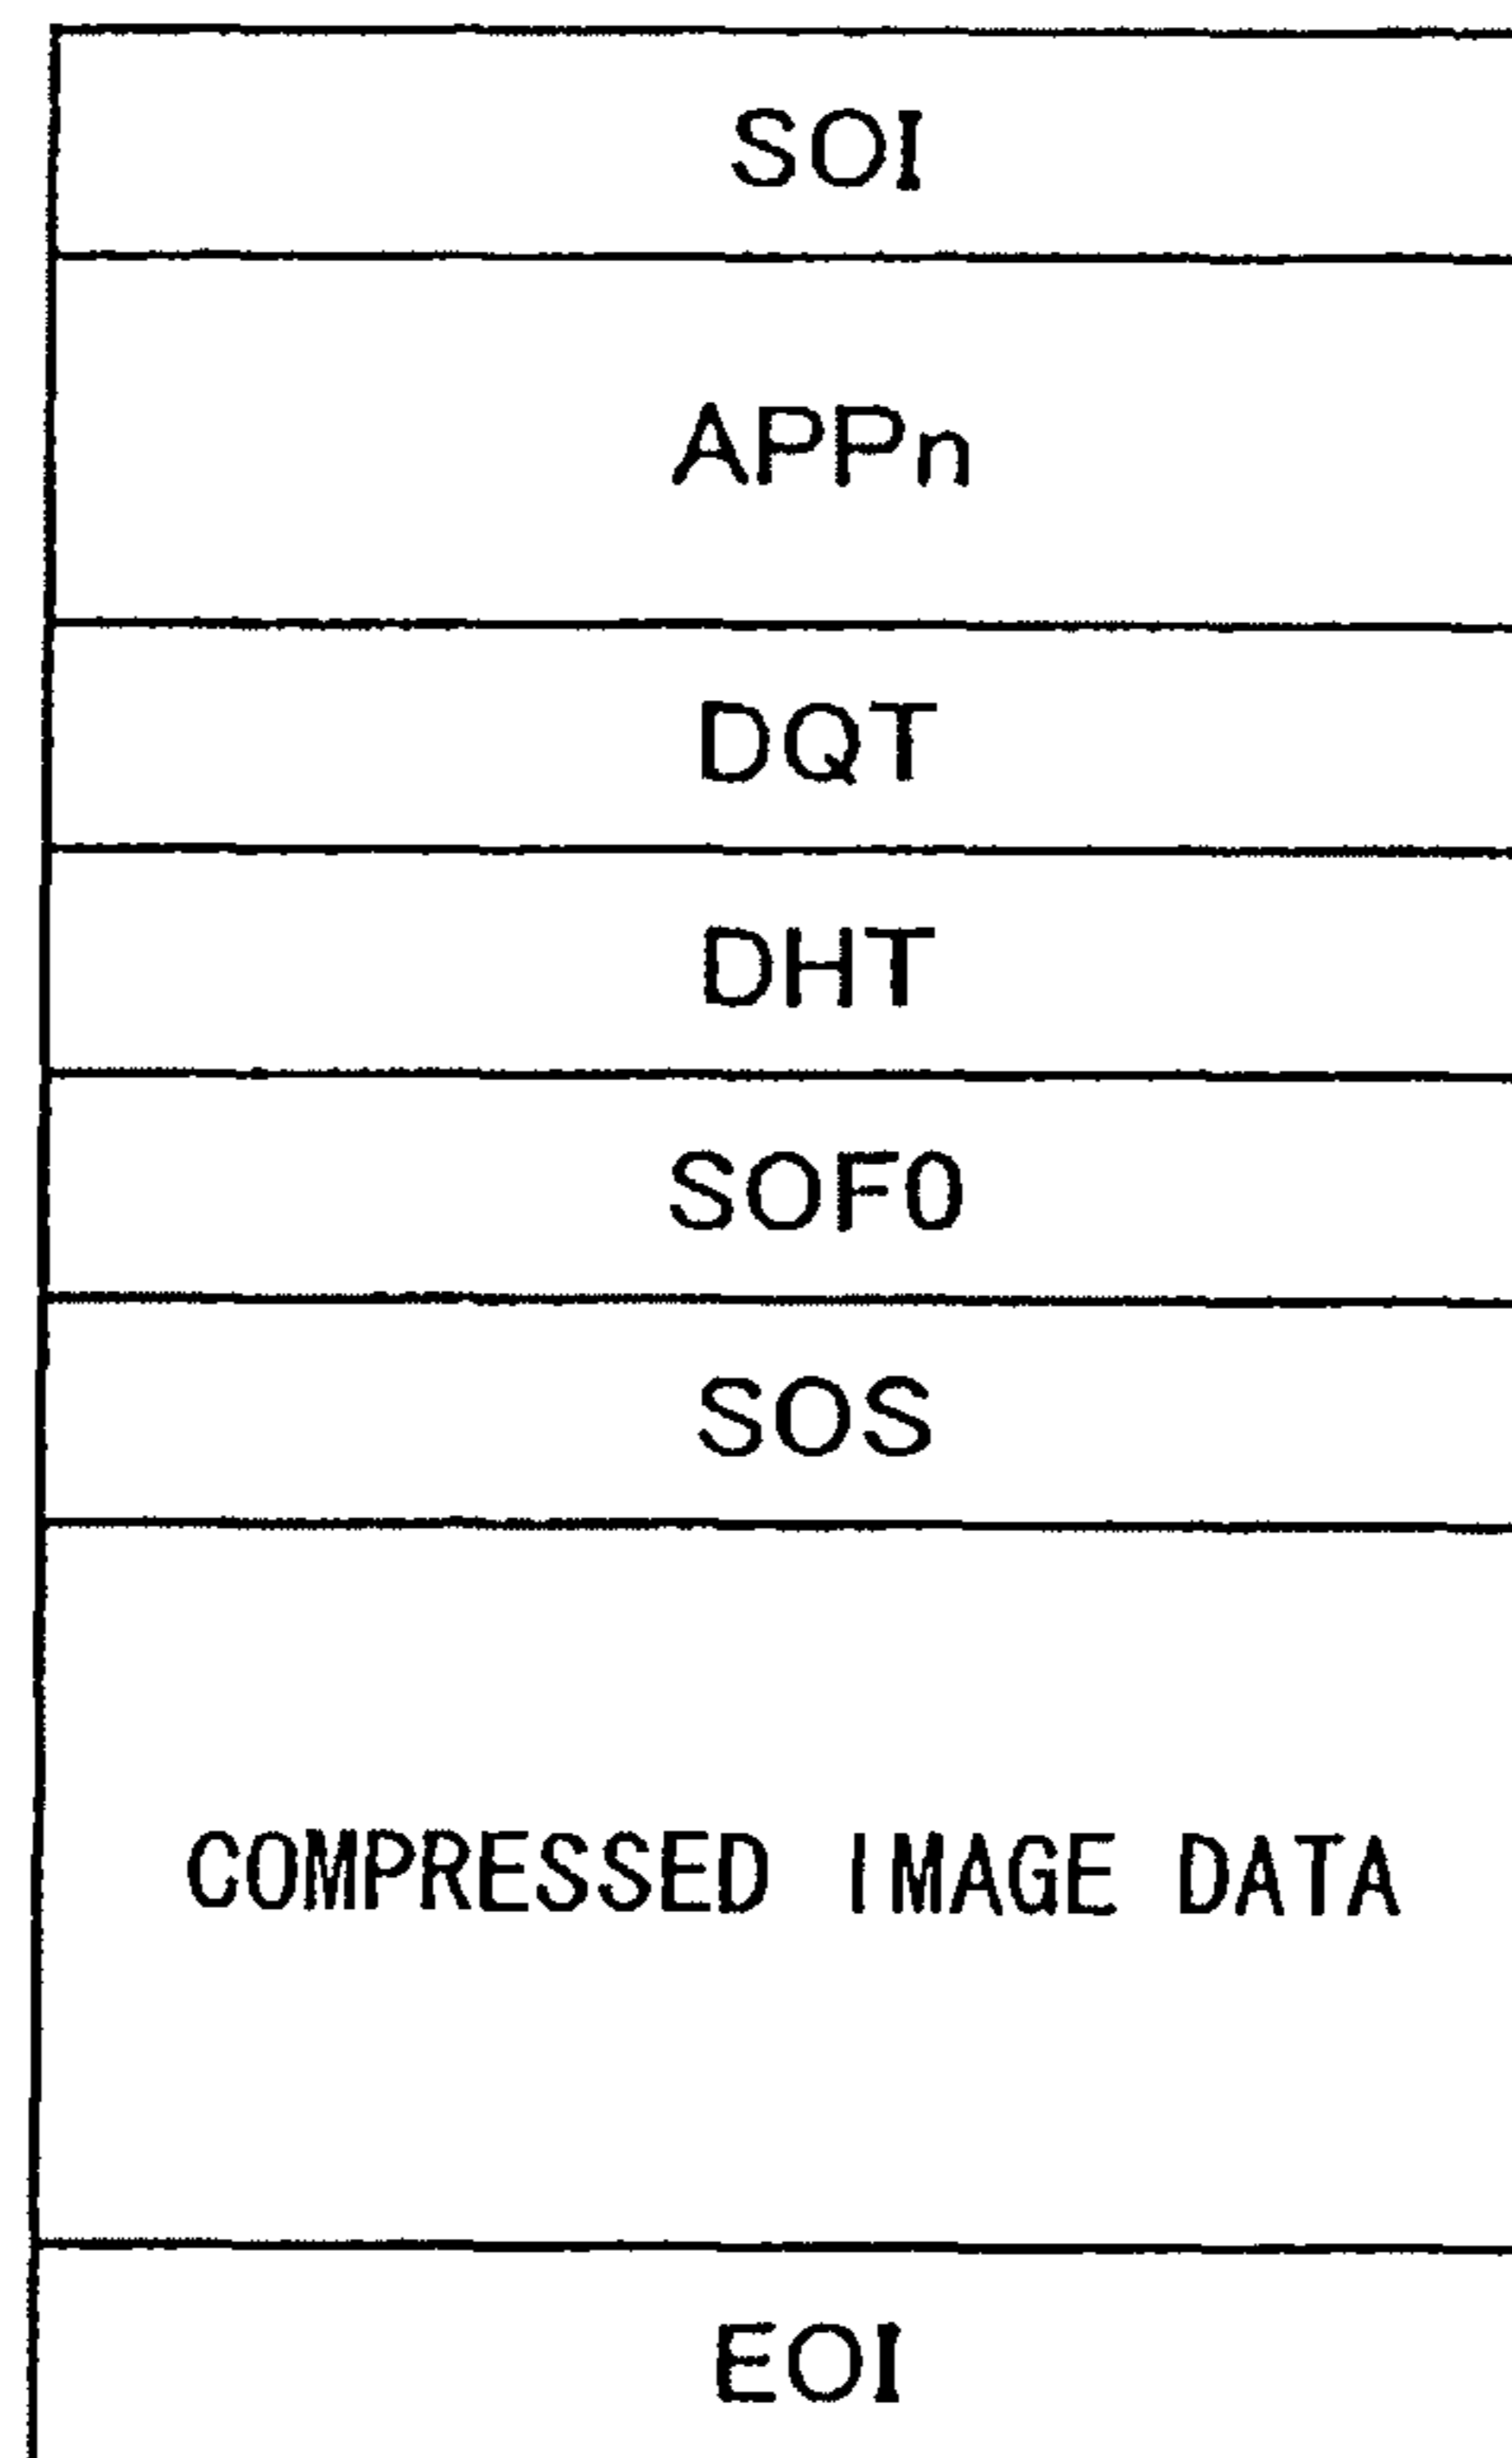 SOI
APPn
DQT
DHT
SOF0
SOS
COMPRESSED IMAGE DATA
EOI